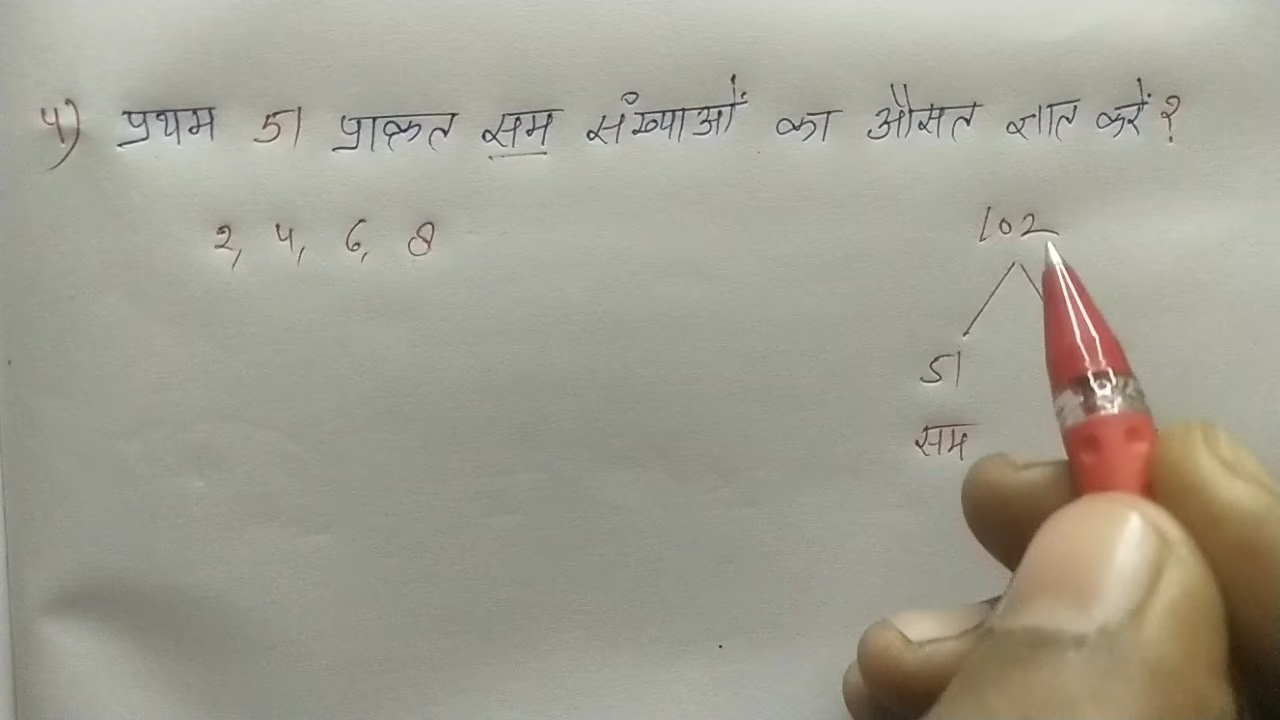 4) प्रथम 51 प्राकृत सम संख्याओं का औसत ज्ञात करें ?
2, 4, 6, 8
102
51
सम